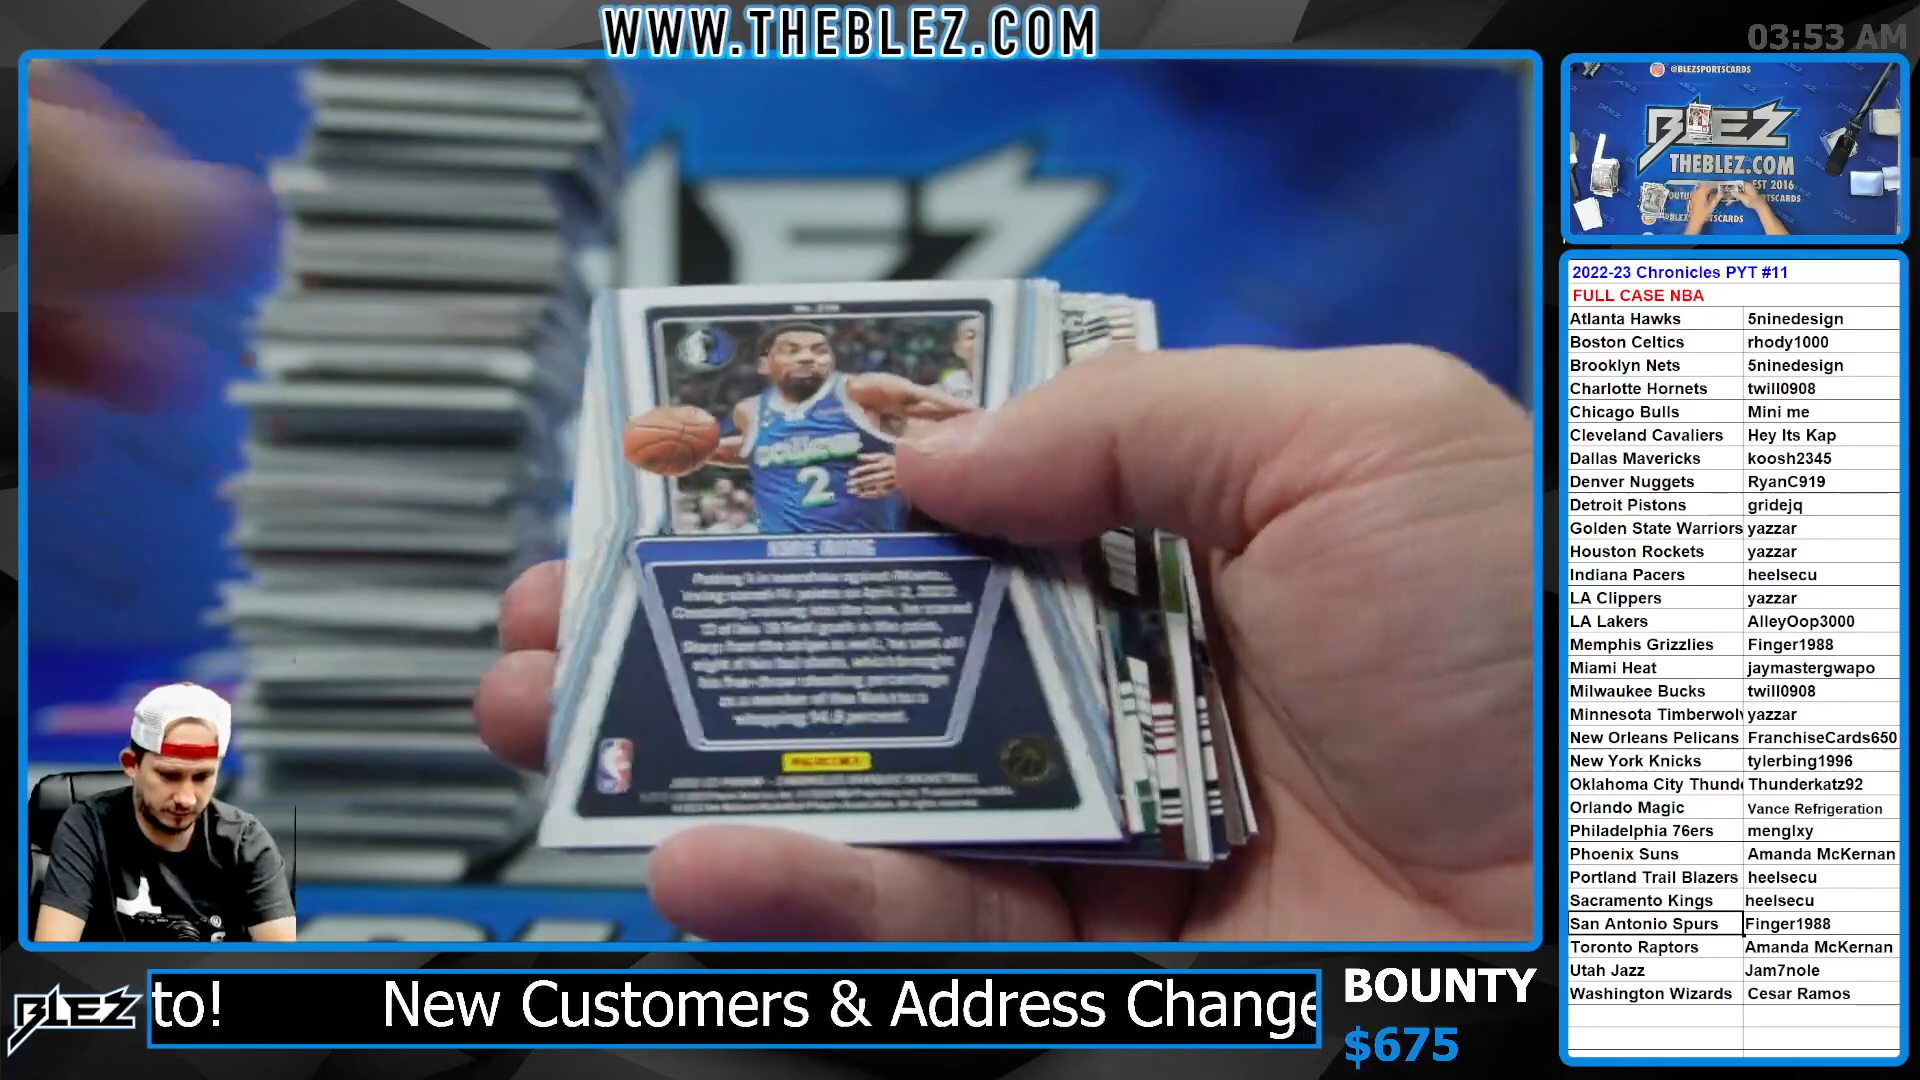 WWW.THEBLEZ.COM
03:53 AM
@BLEZSPORTSCARDS
BLEZ
THEBLEZ.COM
EST 2016
@BLEZ
LEZ
2
2022-23 Chronicles PYT #11
FULL CASE NBA
Atlanta Hawks 5ninedesign
Boston Celtics rhody1000
Brooklyn Nets 5ninedesign
Charlotte Hornets twill0908
Chicago Bulls Mini me
Cleveland Cavaliers Hey Its Kap
Dallas Mavericks koosh2345
Denver Nuggets RyanC919
Detroit Pistons gridejq
Golden State Warriors yazzar
Houston Rockets yazzar
Indiana Pacers heelsecu
LA Clippers yazzar
LA Lakers AlleyOop3000
Memphis Grizzlies Finger1988
Miami Heat jaymastergwapo
Milwaukee Bucks twill0908
Minnesota Timberwolv yazzar
New Orleans Pelicans FranchiseCards650
New York Knicks tylerbing1996
Oklahoma City Thunde Thunderkatz92
Orlando Magic Vance Refrigeration
Philadelphia 76ers menglxy
Phoenix Suns Amanda McKernan
Portland Trail Blazers heelsecu
Sacramento Kings heelsecu
San Antonio Spurs Finger1988
Toronto Raptors Amanda McKernan
Utah Jazz Jam7nole
Washington Wizards Cesar Ramos
BLEZ
to! New Customers & Address Change
BOUNTY
$675